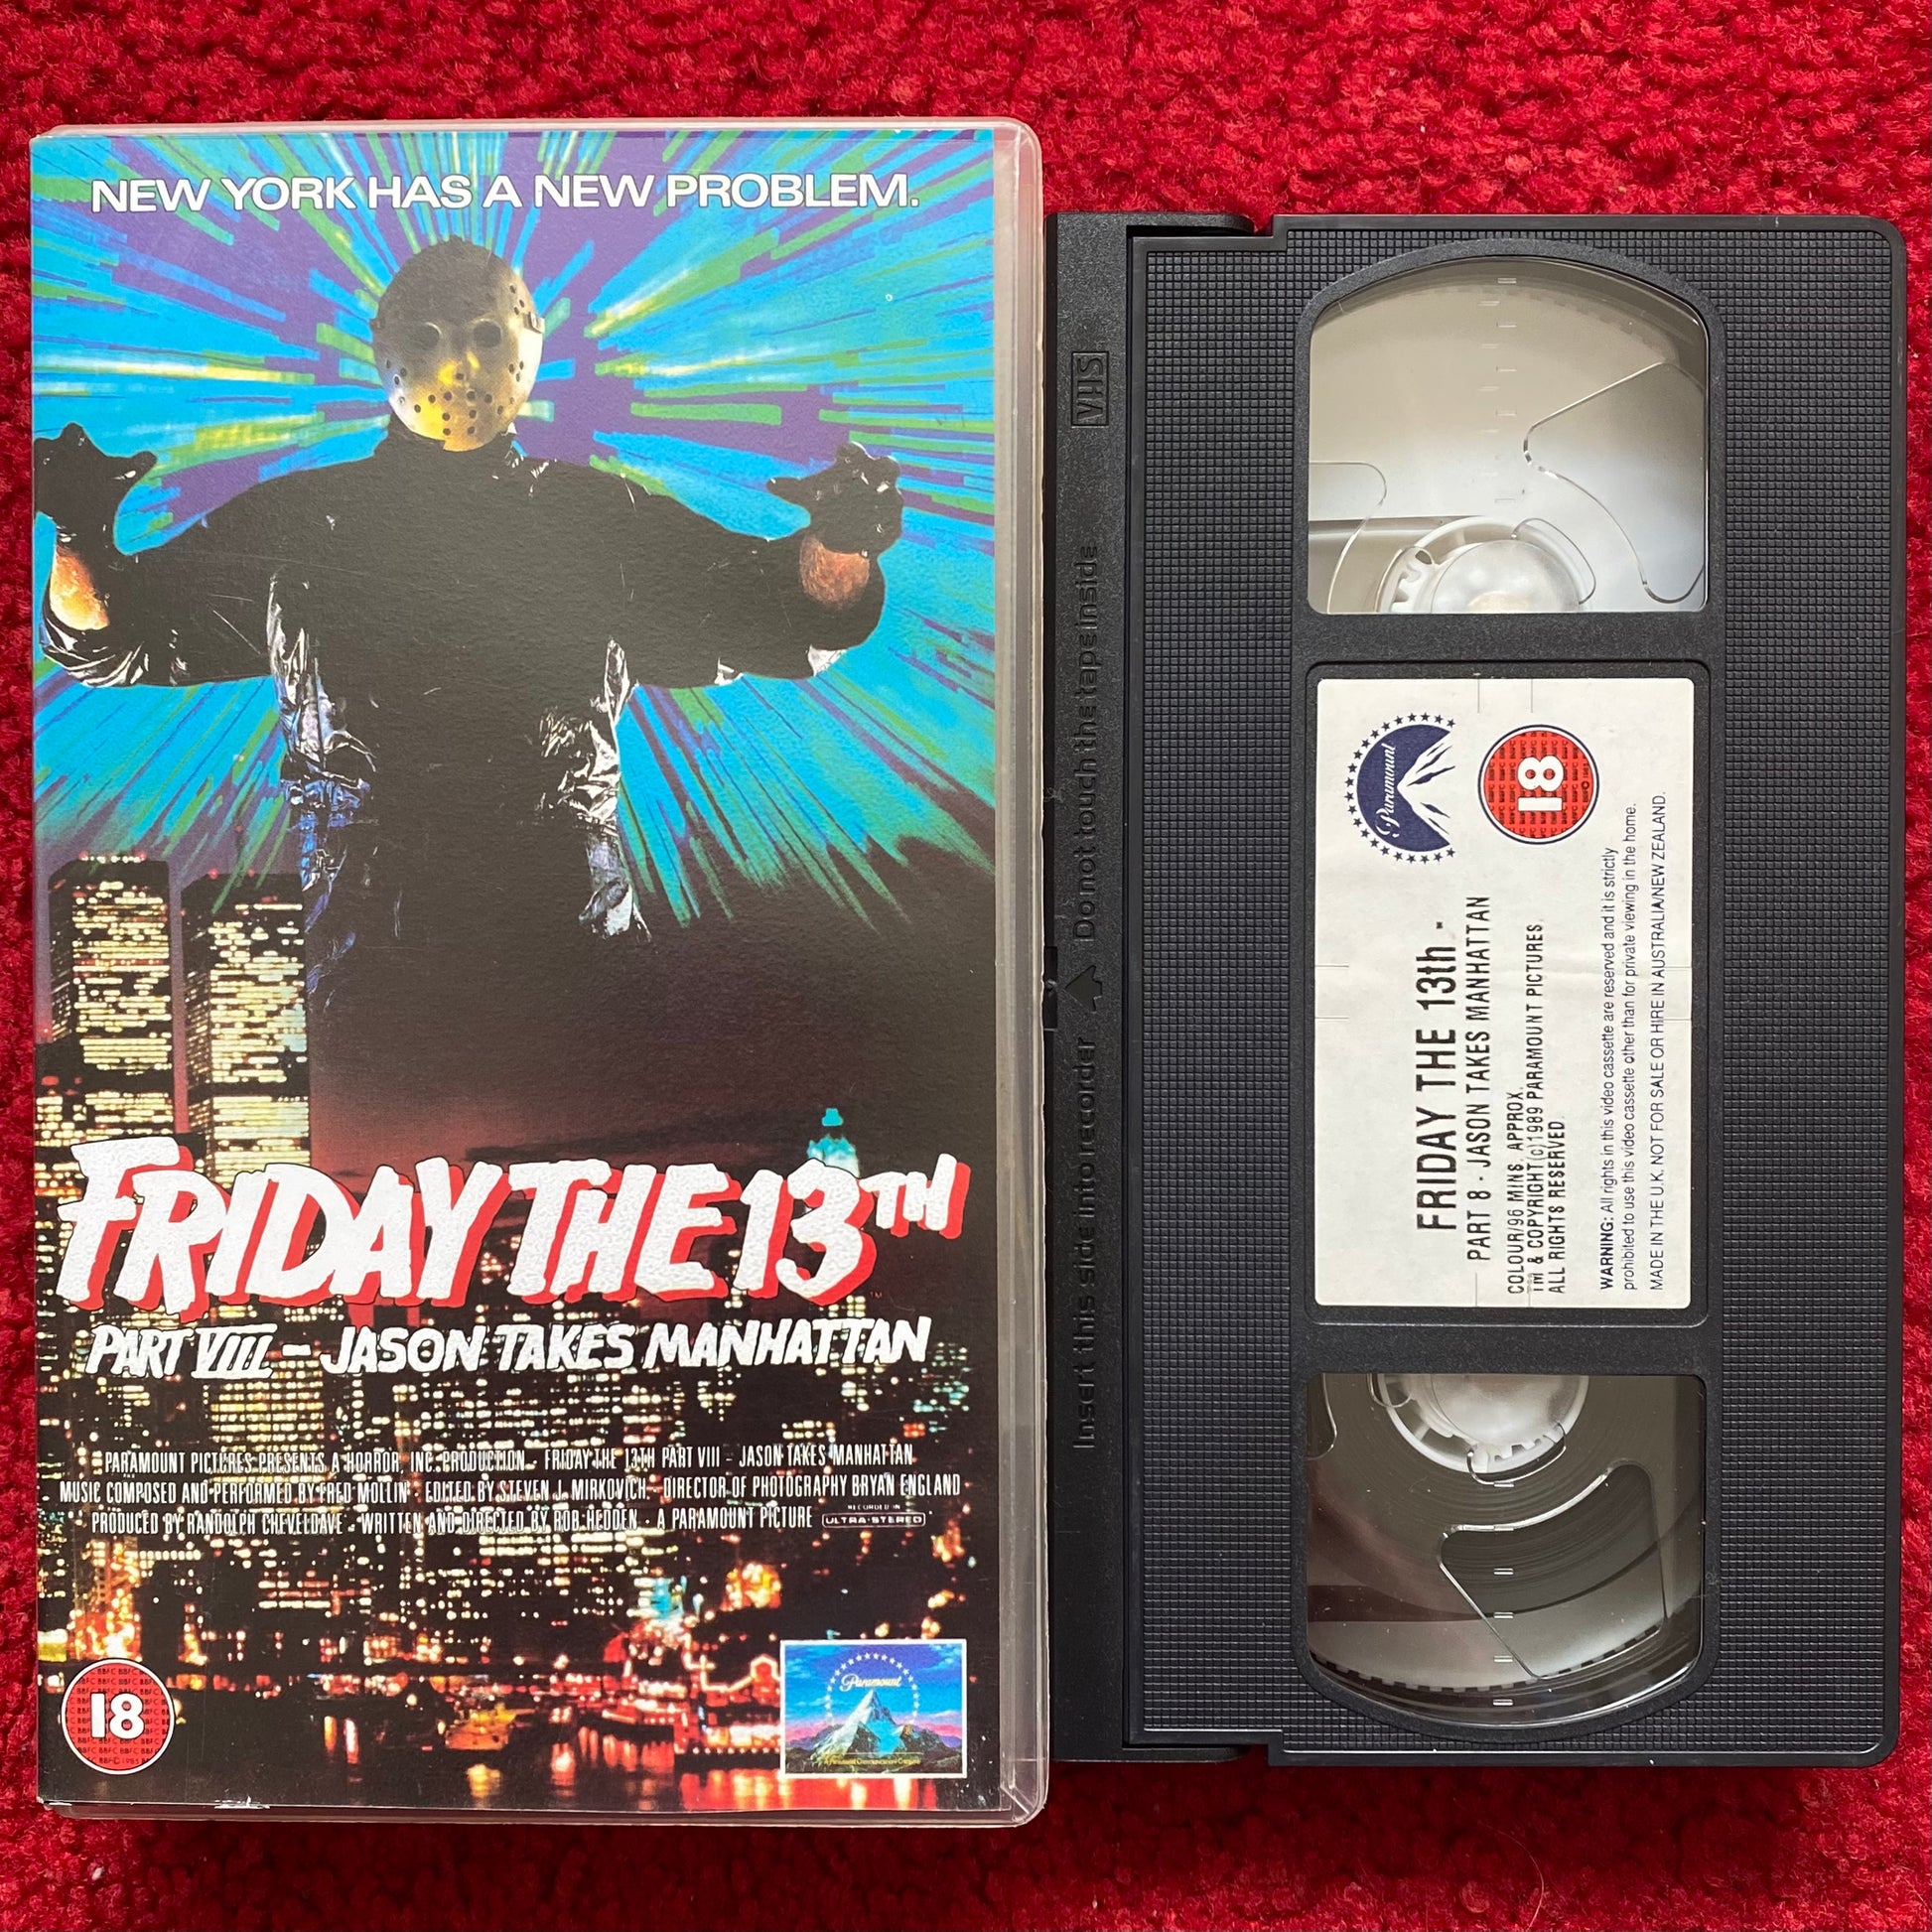 NEW YORK HAS A NEW PROBLEM.
FRIDAY THE 13TH
PART VIII – JASON TAKES MANHATTAN
PARAMOUNT PICTURES PRESENTS A HORROR, INC. PRODUCTION · FRIDAY THE 13TH PART VIII – JASON TAKES MANHATTAN
MUSIC COMPOSED AND PERFORMED BY FRED MOLLIN · EDITED BY STEVEN J. MIRKOVICH · DIRECTOR OF PHOTOGRAPHY BRYAN ENGLAND
PRODUCED BY RANDOLPH CHEVELDAVE · WRITTEN AND DIRECTED BY ROB HEDDEN · A PARAMOUNT PICTURE
RECORDED IN
ULTRA·STEREO
18
Paramount
VHS
Insert this side into recorder
Do not touch the tape inside
Paramount
18
FRIDAY THE 13th -
PART 8 - JASON TAKES MANHATTAN
COLOUR/96 MINS. APPROX.
TM & COPYRIGHT (c) 1989 PARAMOUNT PICTURES
ALL RIGHTS RESERVED.
WARNING: All rights in this video cassette are reserved and it is strictly
prohibited to use this video cassette other than for private viewing in the home.
MADE IN THE U.K. NOT FOR SALE OR HIRE IN AUSTRALIA/NEW ZEALAND.